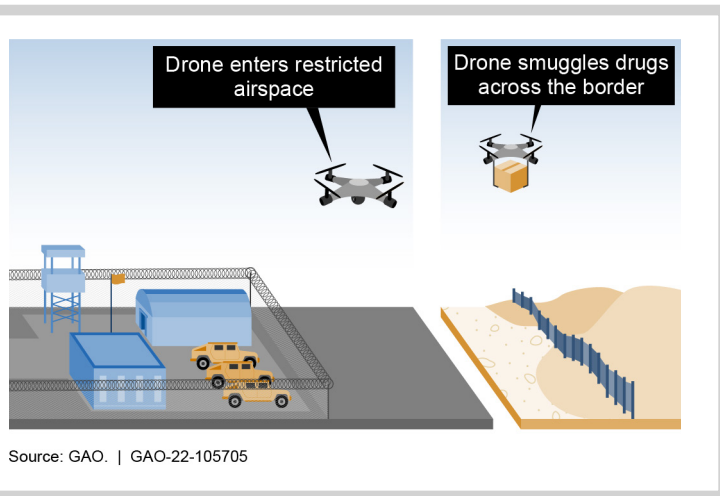 Drone enters restricted
airspace
Drone smuggles drugs
across the border
Source: GAO. | GAO-22-105705